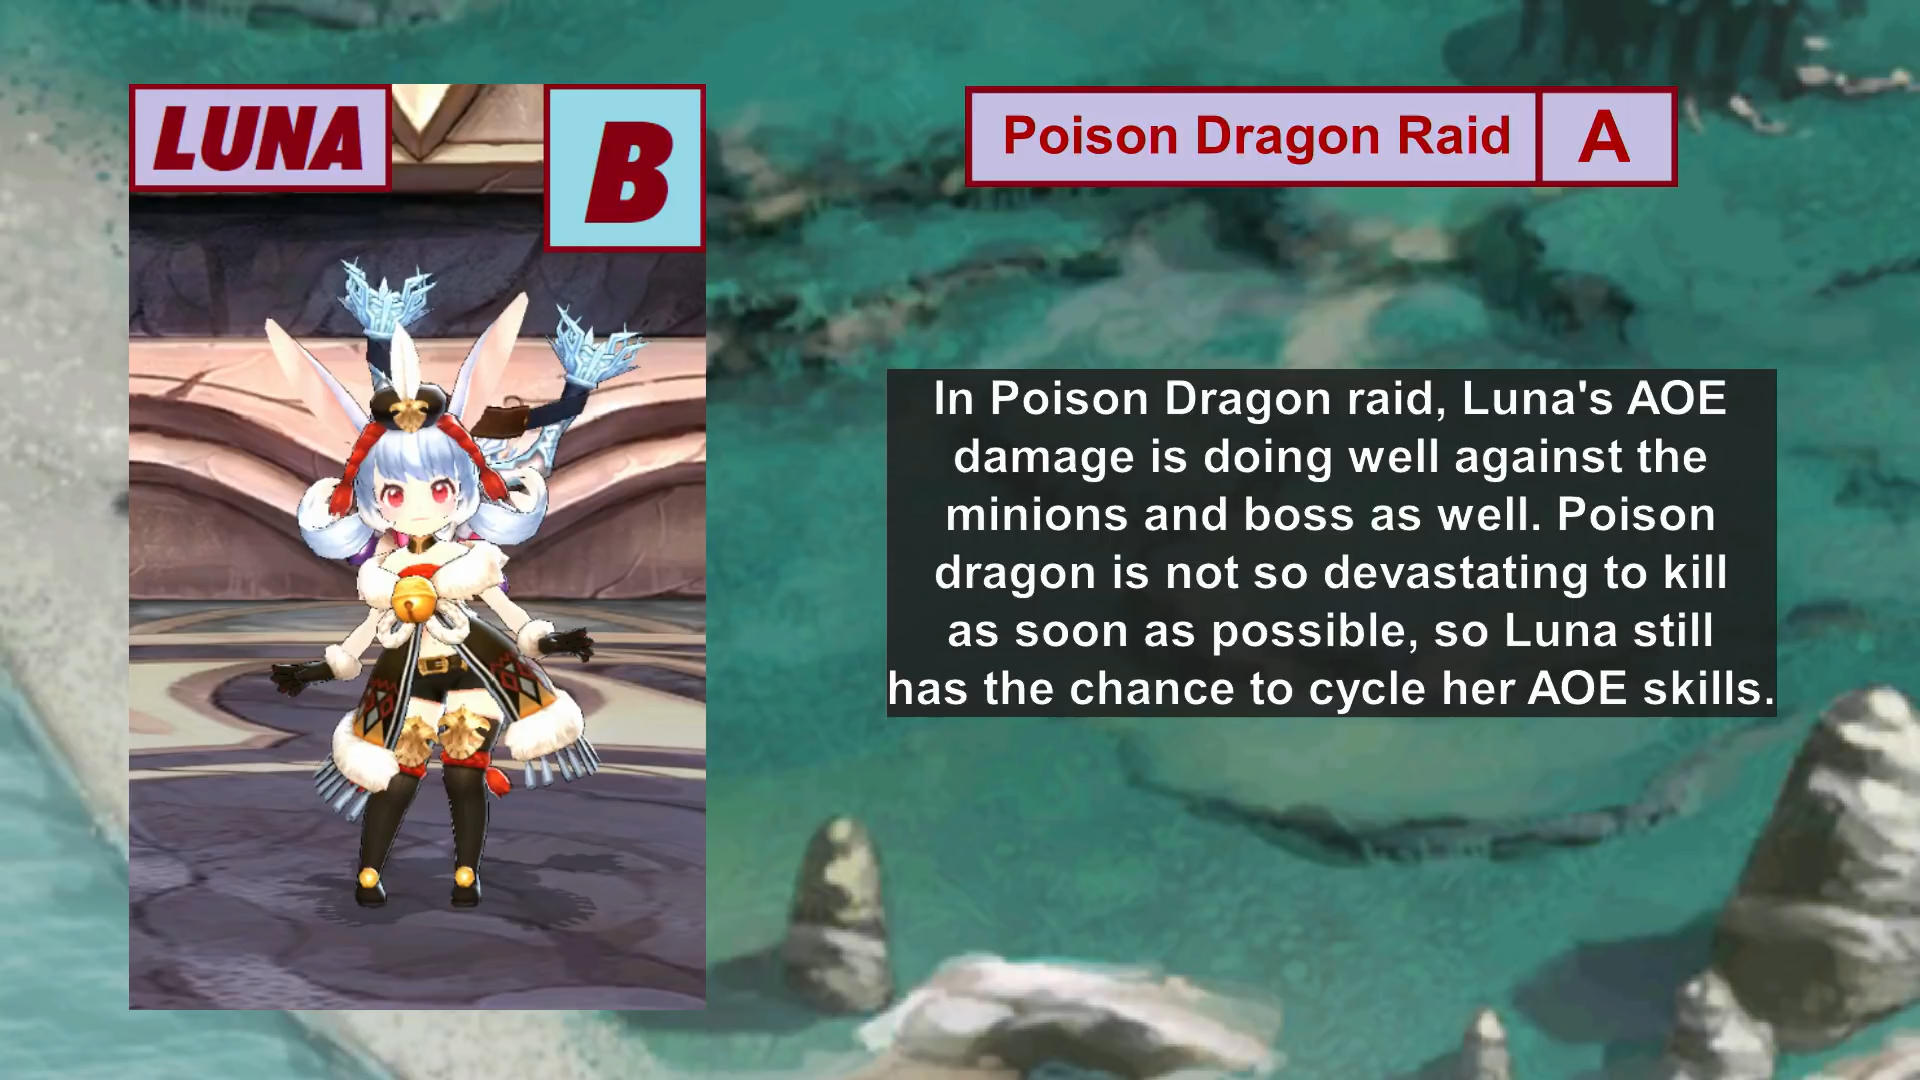 LUNA
B
Poison Dragon Raid
A
In Poison Dragon raid, Luna's AOE
damage is doing well against the
minions and boss as well. Poison
dragon is not so devastating to kill
as soon as possible, so Luna still
has the chance to cycle her AOE skills.